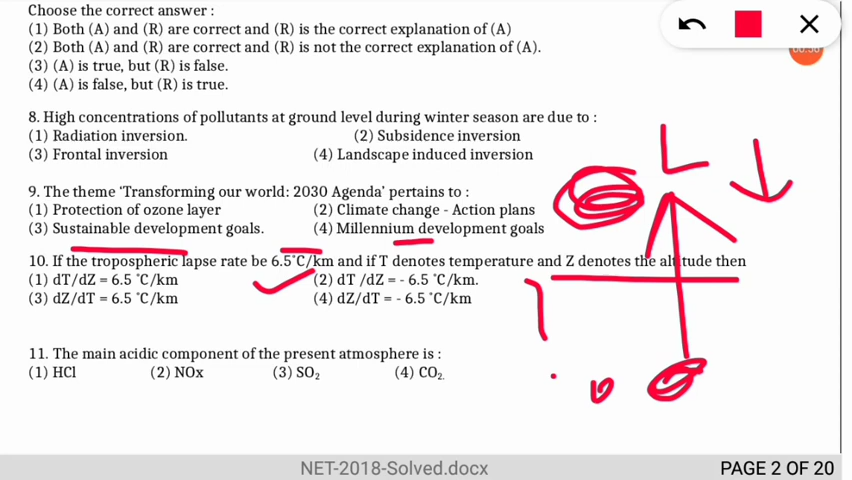 Choose the correct answer :
(1) Both (A) and (R) are correct and (R) is the correct explanation of (A)
(2) Both (A) and (R) are correct and (R) is not the correct explanation of (A).
(3) (A) is true, but (R) is false.
(4) (A) is false, but (R) is true.
8. High concentrations of pollutants at ground level during winter season are due to :
(1) Radiation inversion. (2) Subsidence inversion
(3) Frontal inversion (4) Landscape induced inversion
9. The theme ‘Transforming our world: 2030 Agenda’ pertains to :
(1) Protection of ozone layer (2) Climate change - Action plans
(3) Sustainable development goals. (4) Millennium development goals
10. If the tropospheric lapse rate be 6.5˚C/km and if T denotes temperature and Z denotes the altitude then
(1) dT/dZ = 6.5 ˚C/km (2) dT /dZ = - 6.5 ˚C/km.
(3) dZ/dT = 6.5 ˚C/km (4) dZ/dT = - 6.5 ˚C/km
11. The main acidic component of the present atmosphere is :
(1) HCl (2) NOx (3) SO₂ (4) CO₂.
NET-2018-Solved.docx PAGE 2 OF 20